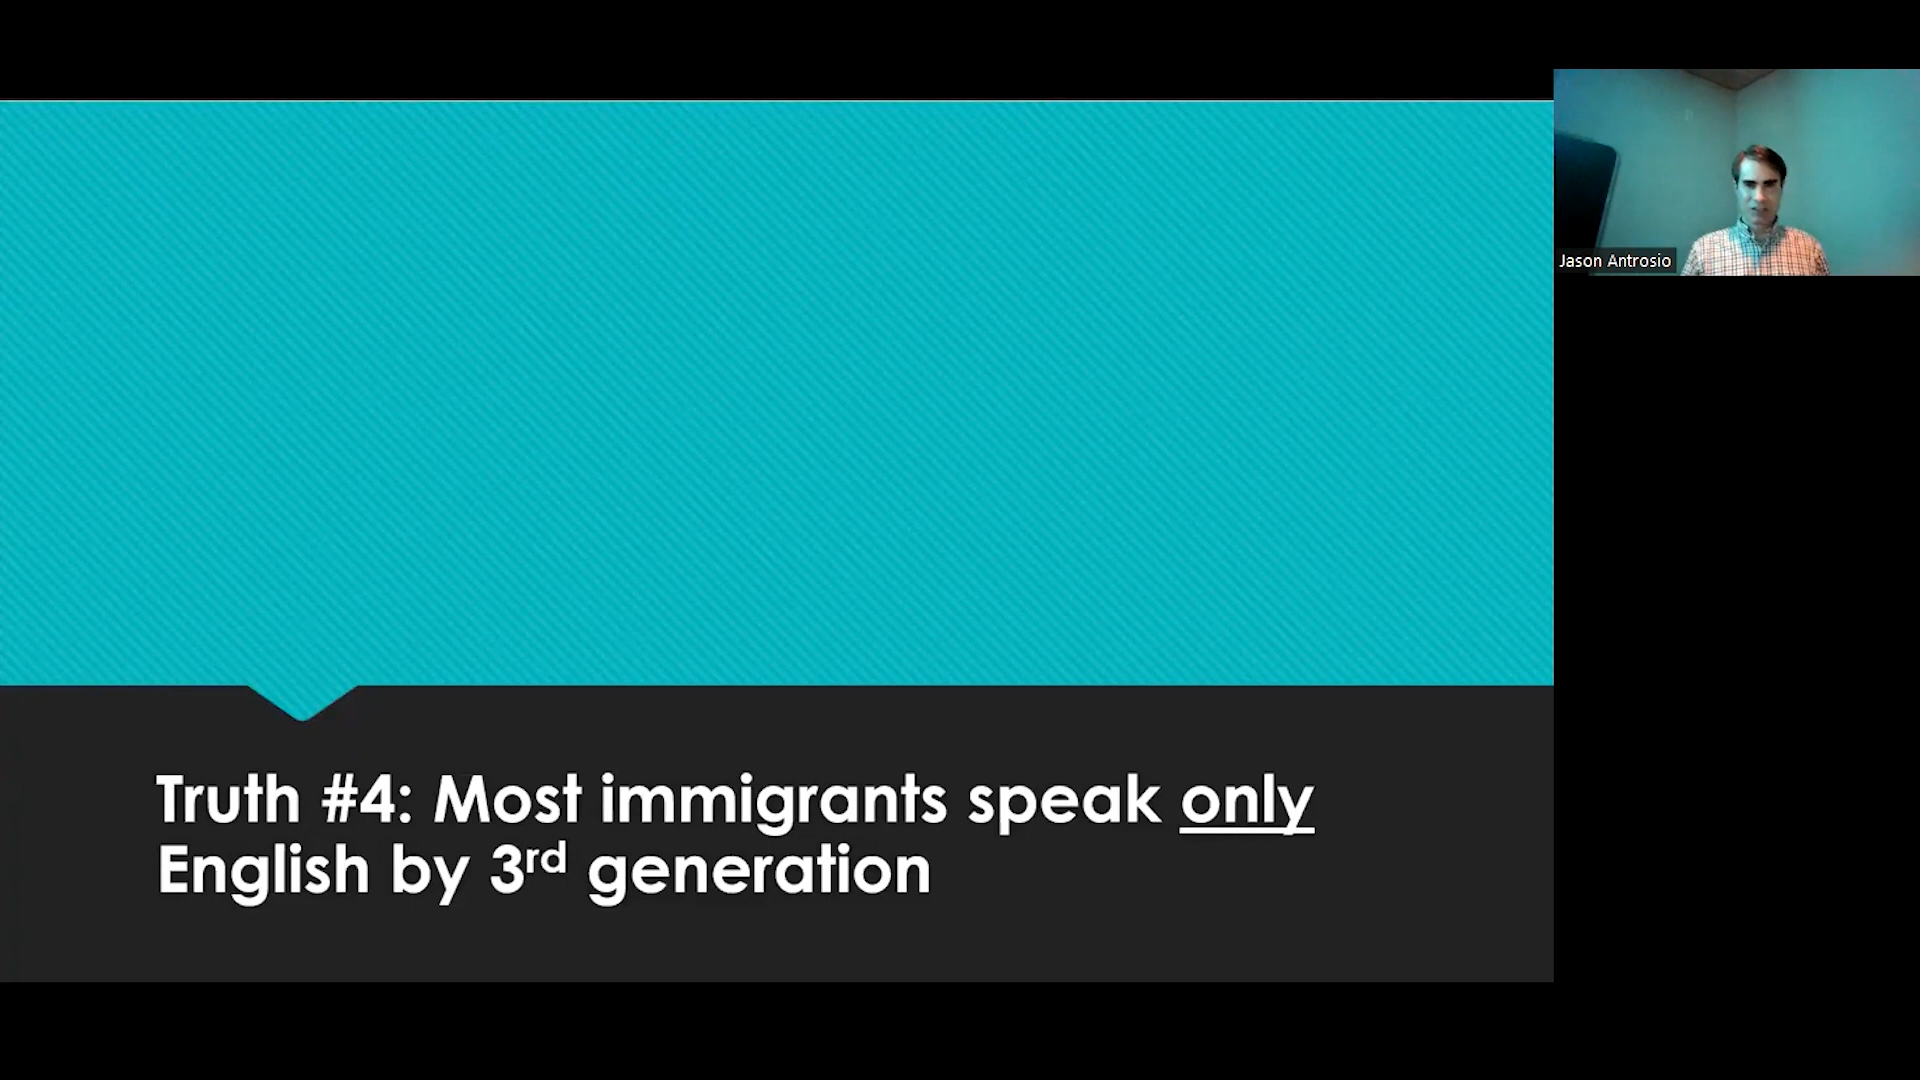 Jason Antrosio
Truth #4: Most immigrants speak only
English by 3rd generation